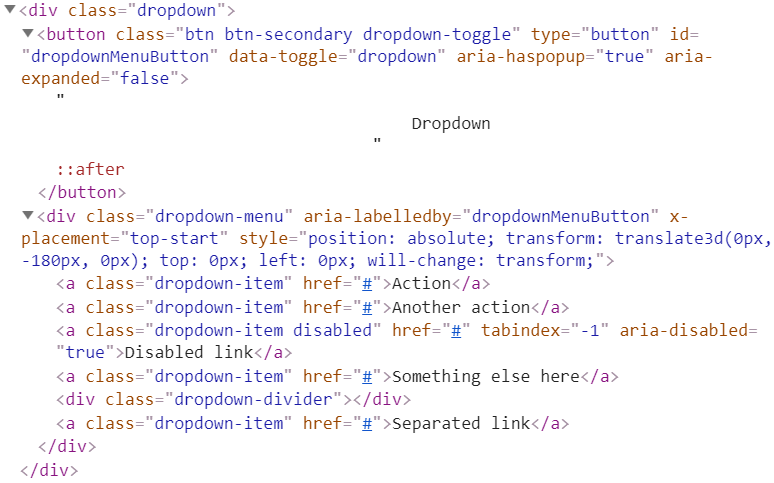 <div class="dropdown">
<button class="btn btn-secondary dropdown-toggle" type="button" id=
"dropdownMenuButton" data-toggle="dropdown" aria-haspopup="true" aria-
expanded="false">
"
Dropdown
"
::after
</button>
<div class="dropdown-menu" aria-labelledby="dropdownMenuButton" x-
placement="top-start" style="position: absolute; transform: translate3d(0px,
-180px, 0px); top: 0px; left: 0px; will-change: transform;">
<a class="dropdown-item" href="#">Action</a>
<a class="dropdown-item" href="#">Another action</a>
<a class="dropdown-item disabled" href="#" tabindex="-1" aria-disabled=
"true">Disabled link</a>
<a class="dropdown-item" href="#">Something else here</a>
<div class="dropdown-divider"></div>
<a class="dropdown-item" href="#">Separated link</a>
</div>
</div>